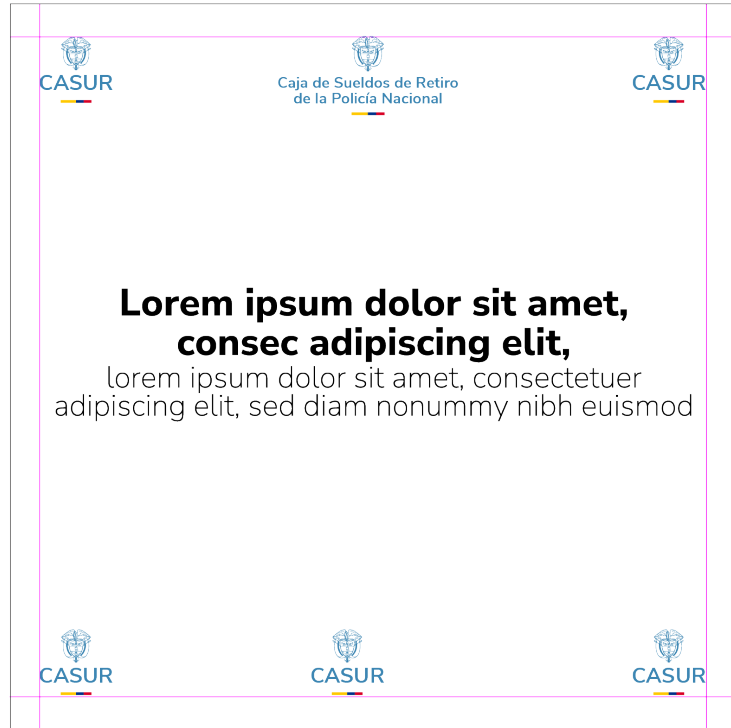 CASUR
Caja de Sueldos de Retiro
de la Policía Nacional
CASUR
Lorem ipsum dolor sit amet,
consec adipiscing elit,
lorem ipsum dolor sit amet, consectetuer
adipiscing elit, sed diam nonummy nibh euismod
CASUR
CASUR
CASUR